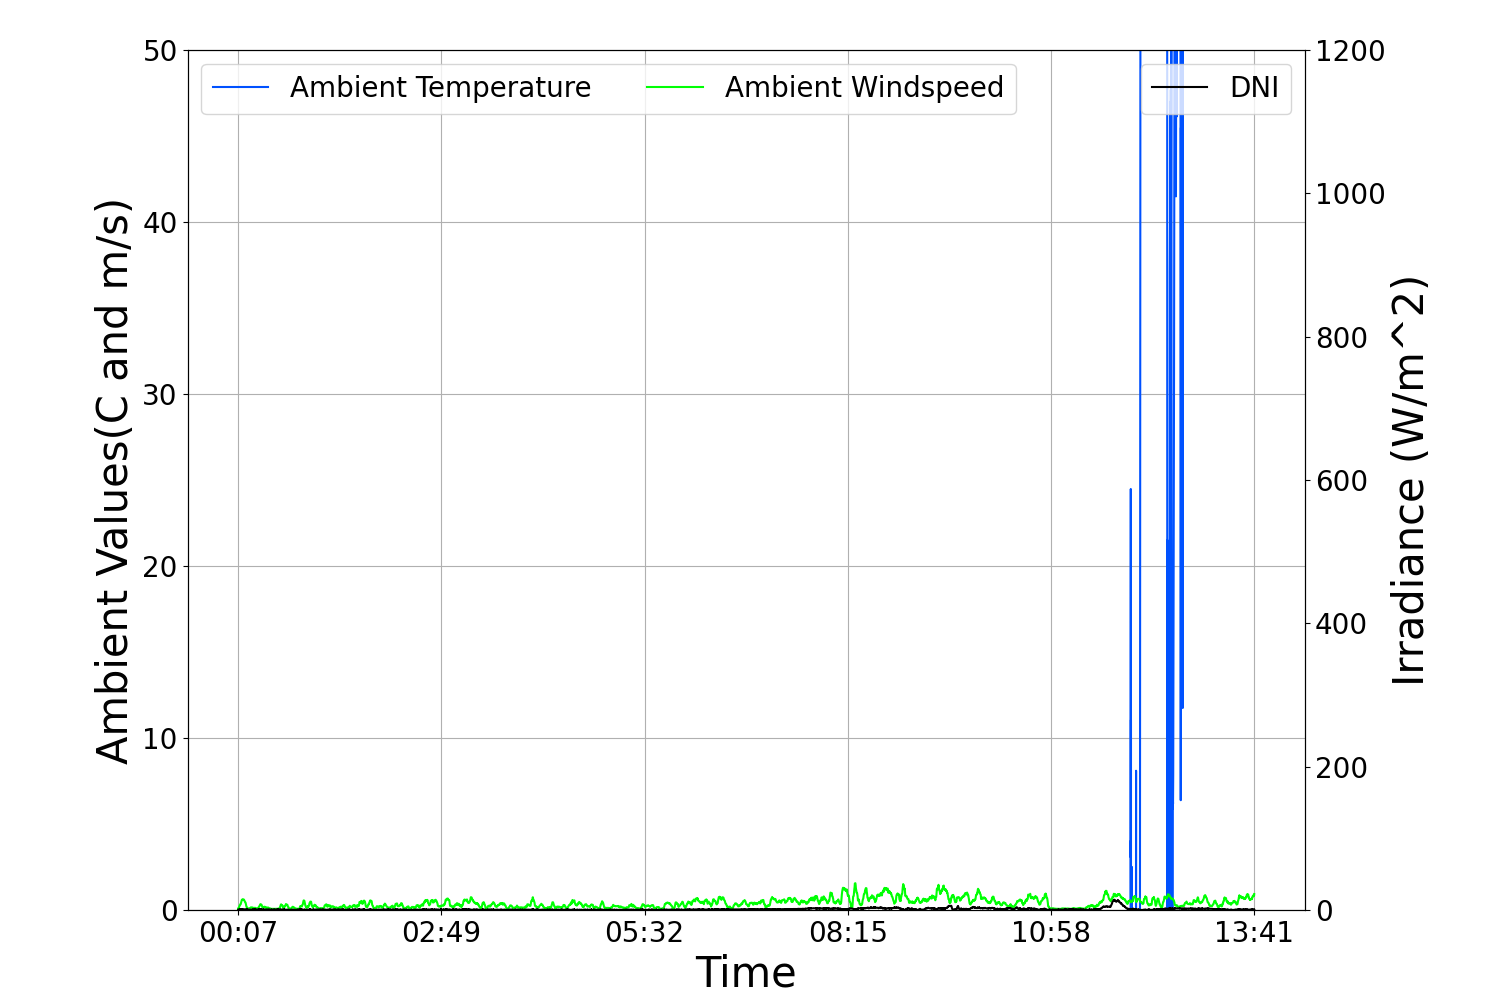 Ambient Temperature
Ambient Windspeed
DNI
50
40
30
20
10
0
Ambient Values(C and m/s)
1200
1000
800
600
400
200
0
Irradiance (W/m^2)
00:07 02:49 05:32 08:15 10:58 13:41
Time